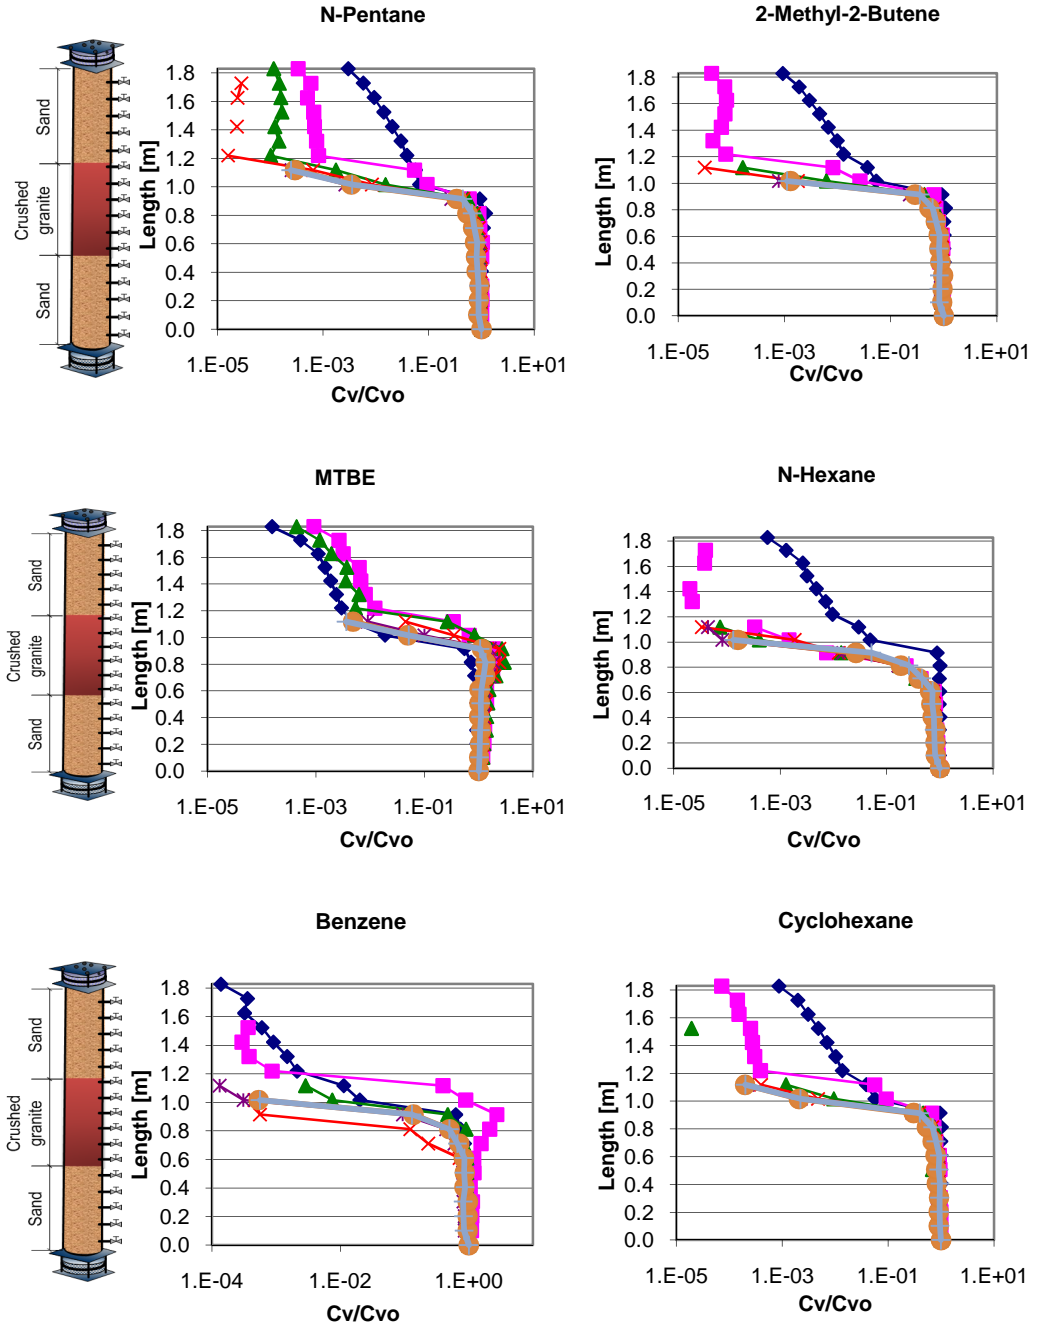 N-Pentane
2-Methyl-2-Butene
Sand
Crushed
granite
Sand
Length [m]
1.8
1.6
1.4
1.2
1.0
0.8
0.6
0.4
0.2
0.0
1.E-05 1.E-03 1.E-01 1.E+01
Cv/Cvo
Length [m]
1.8
1.6
1.4
1.2
1.0
0.8
0.6
0.4
0.2
0.0
1.E-05 1.E-03 1.E-01 1.E+01
Cv/Cvo
MTBE
N-Hexane
Sand
Crushed
granite
Sand
Length [m]
1.8
1.6
1.4
1.2
1.0
0.8
0.6
0.4
0.2
0.0
1.E-05 1.E-03 1.E-01 1.E+01
Cv/Cvo
Length [m]
1.8
1.6
1.4
1.2
1.0
0.8
0.6
0.4
0.2
0.0
1.E-05 1.E-03 1.E-01 1.E+01
Cv/Cvo
Benzene
Cyclohexane
Sand
Crushed
granite
Sand
Length [m]
1.8
1.6
1.4
1.2
1.0
0.8
0.6
0.4
0.2
0.0
1.E-04 1.E-02 1.E+00
Cv/Cvo
Length [m]
1.8
1.6
1.4
1.2
1.0
0.8
0.6
0.4
0.2
0.0
1.E-05 1.E-03 1.E-01 1.E+01
Cv/Cvo